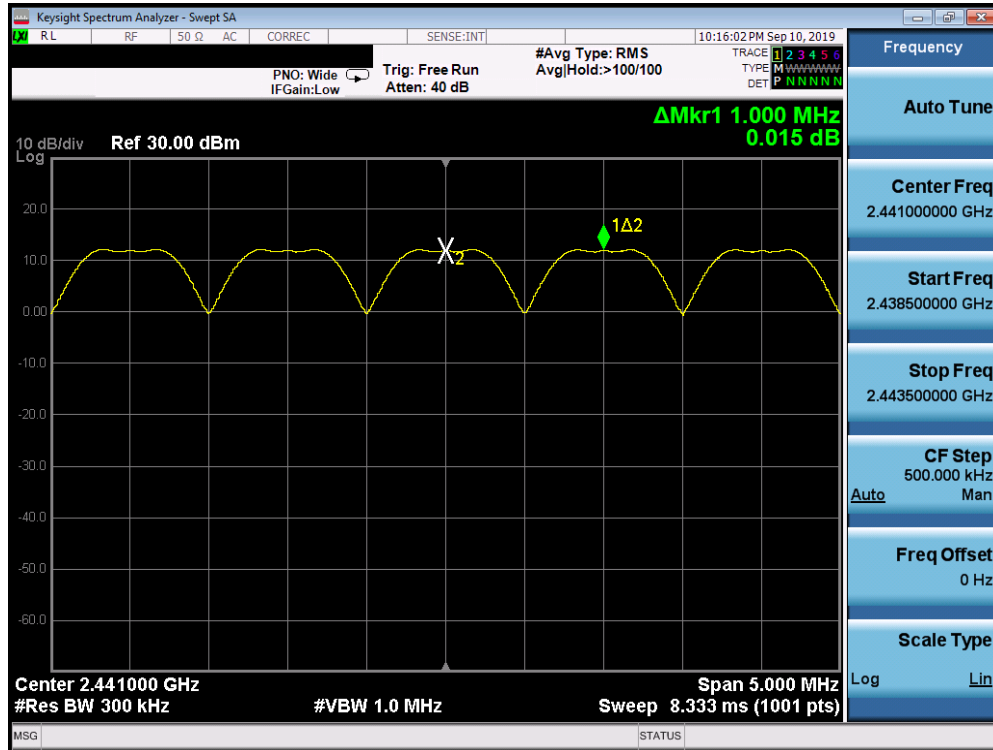 Keysight Spectrum Analyzer - Swept SA
LXI RL RF 50 Ω AC CORREC SENSE:INT 10:16:02 PM Sep 10, 2019
PNO: Wide Trig: Free Run #Avg Type: RMS TRACE 1 2 3 4 5 6
IFGain:Low Atten: 40 dB Avg|Hold:>100/100 TYPE M WWWWW
DET P N N N N N
ΔMkr1 1.000 MHz
0.015 dB
10 dB/div Ref 30.00 dBm
Log
20.0
10.0
0.00
-10.0
-20.0
-30.0
-40.0
-50.0
-60.0
1Δ2
X2
Center 2.441000 GHz Span 5.000 MHz
#Res BW 300 kHz #VBW 1.0 MHz Sweep 8.333 ms (1001 pts)
MSG STATUS
Frequency
Auto Tune
Center Freq
2.441000000 GHz
Start Freq
2.438500000 GHz
Stop Freq
2.443500000 GHz
CF Step
500.000 kHz
Auto Man
Freq Offset
0 Hz
Scale Type
Log Lin